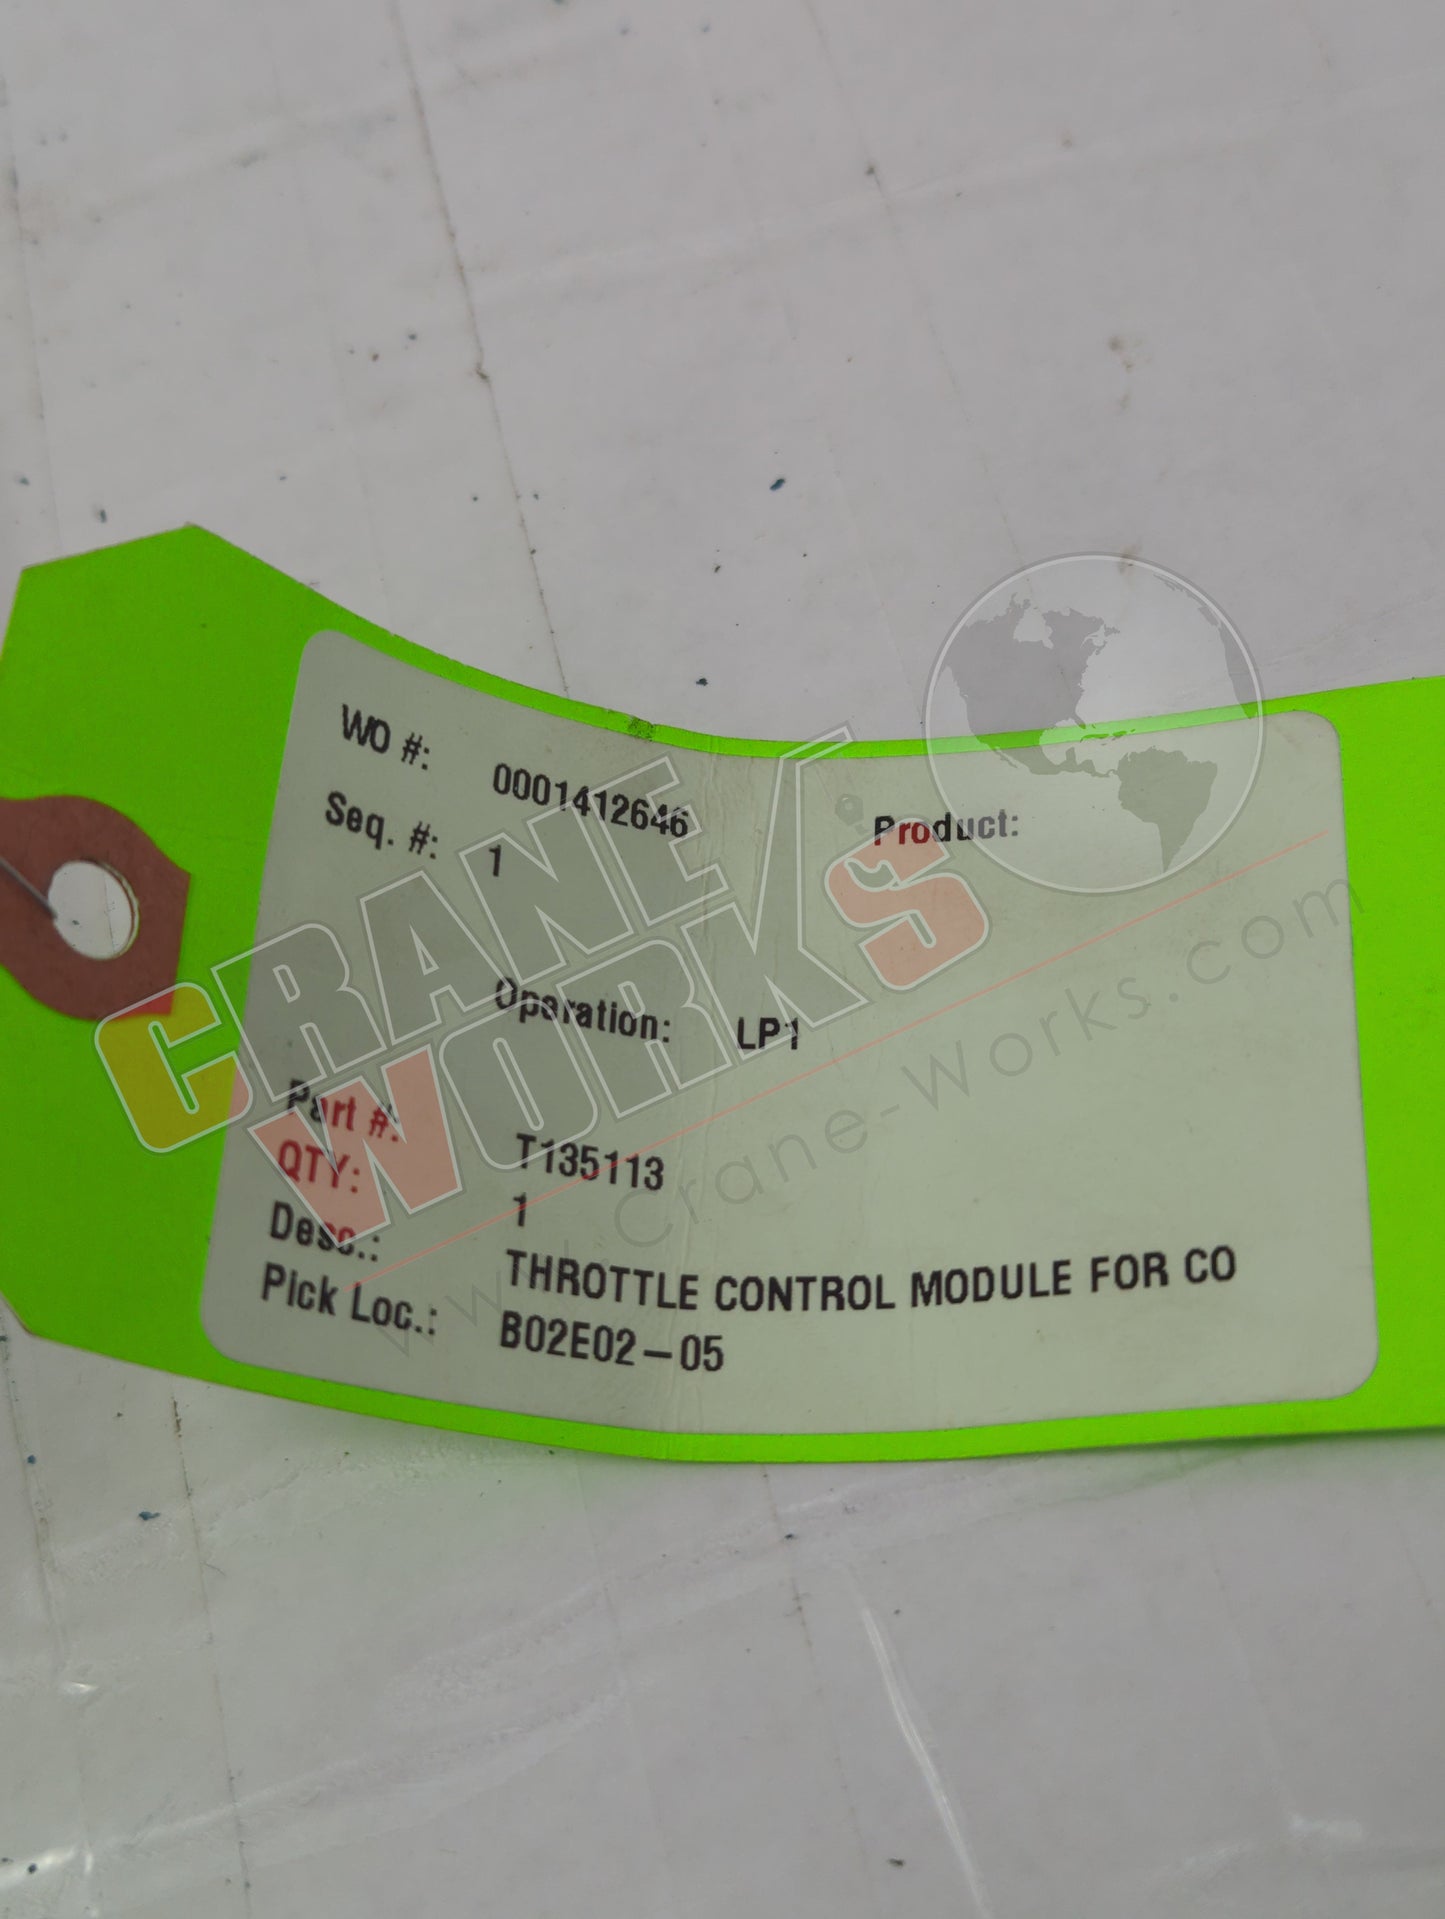 WO #: 0001412646
Product:
Seq. #: 1
Operation: LP1
Part #: T135113
QTY: 1
Desc.: THROTTLE CONTROL MODULE FOR CO
Pick Loc.: B02E02-05
CRANE WORKS
www.Crane-Works.com